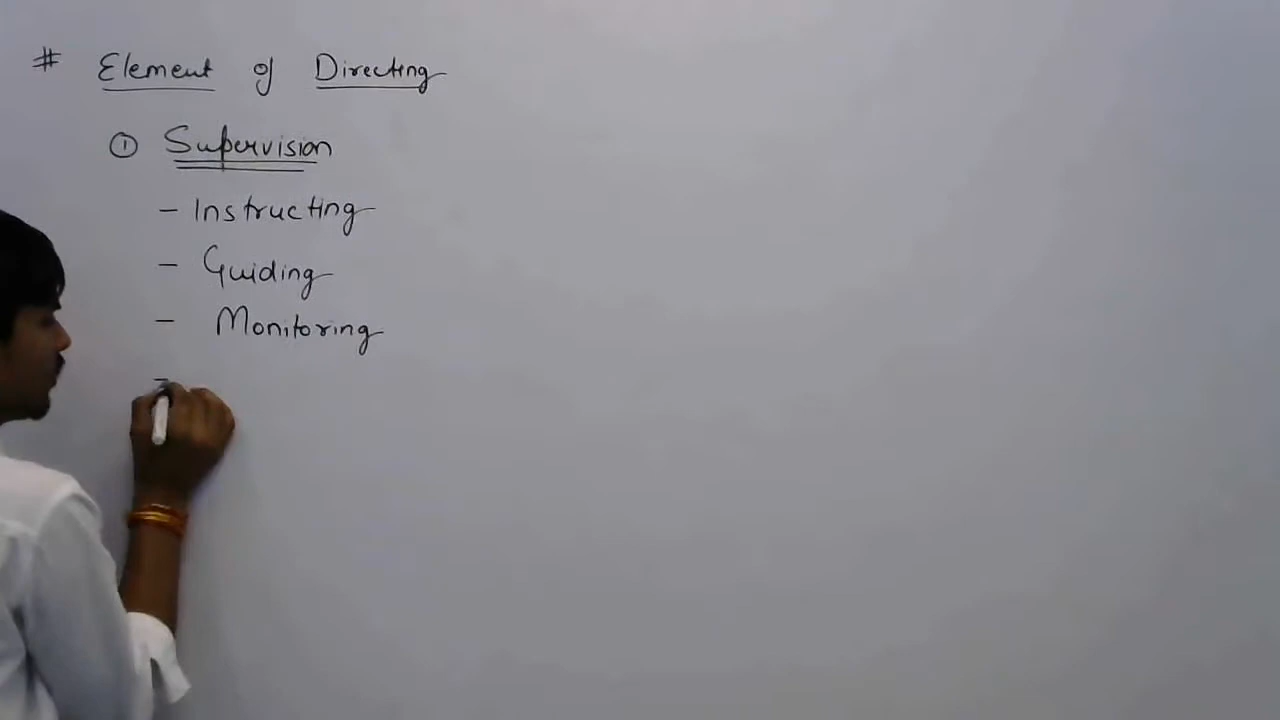 # Element of Directing
① Supervision
- Instructing
- Guiding
- Monitoring
-